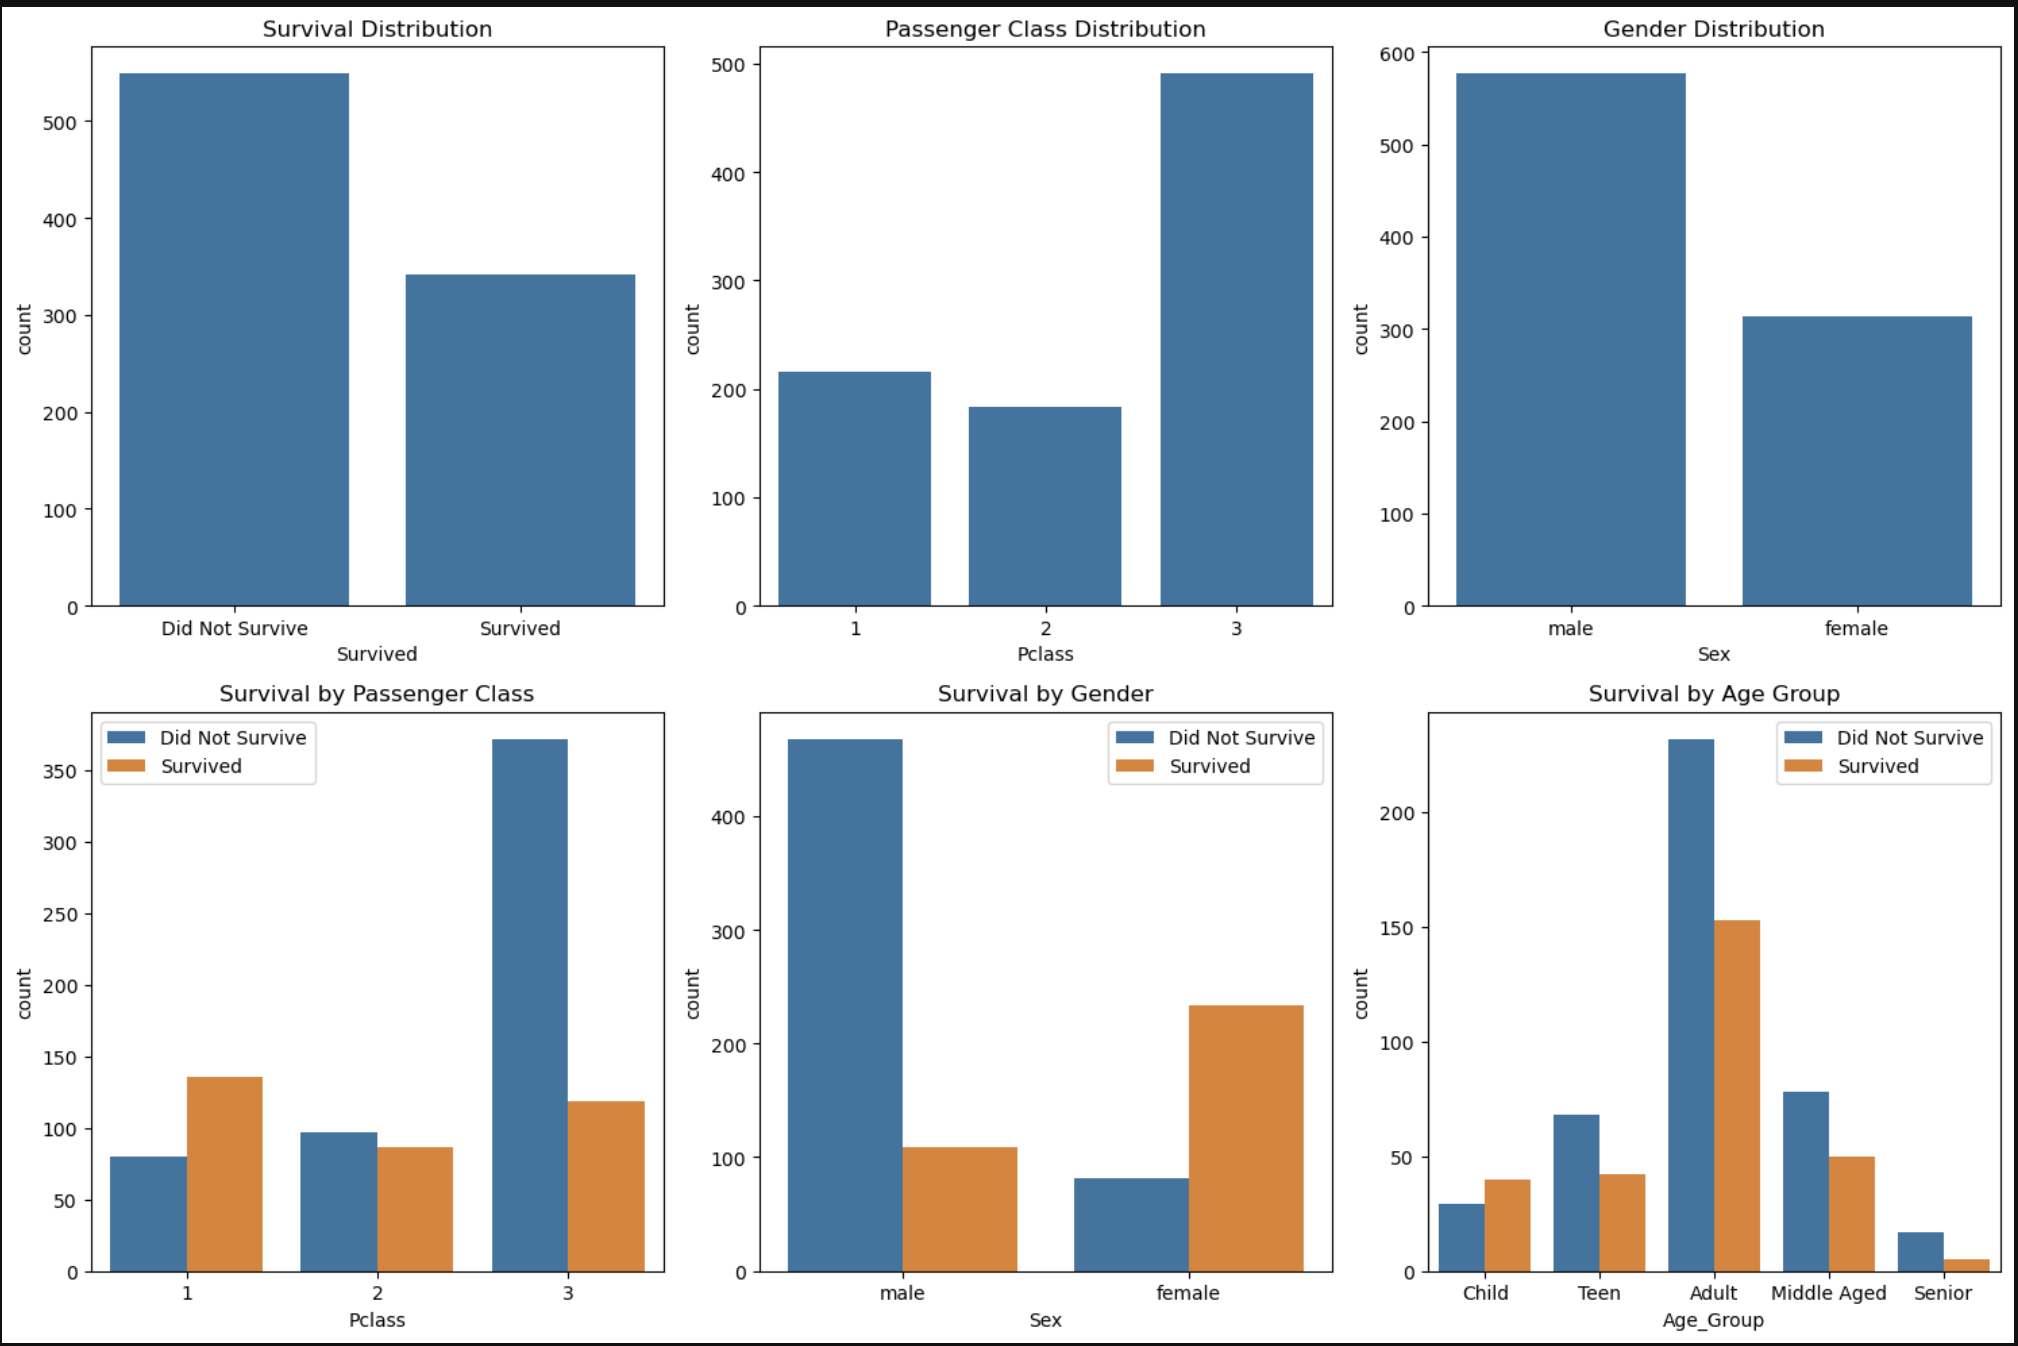 Survival Distribution
500
400
300
200
100
0
count
Did Not Survive Survived
Survived
Passenger Class Distribution
500
400
300
200
100
0
count
1 2 3
Pclass
Gender Distribution
600
500
400
300
200
100
0
count
male female
Sex
Survival by Passenger Class
Did Not Survive
Survived
350
300
250
200
150
100
50
0
count
1 2 3
Pclass
Survival by Gender
Did Not Survive
Survived
400
300
200
100
0
count
male female
Sex
Survival by Age Group
Did Not Survive
Survived
200
150
100
50
0
count
Child Teen Adult Middle Aged Senior
Age_Group